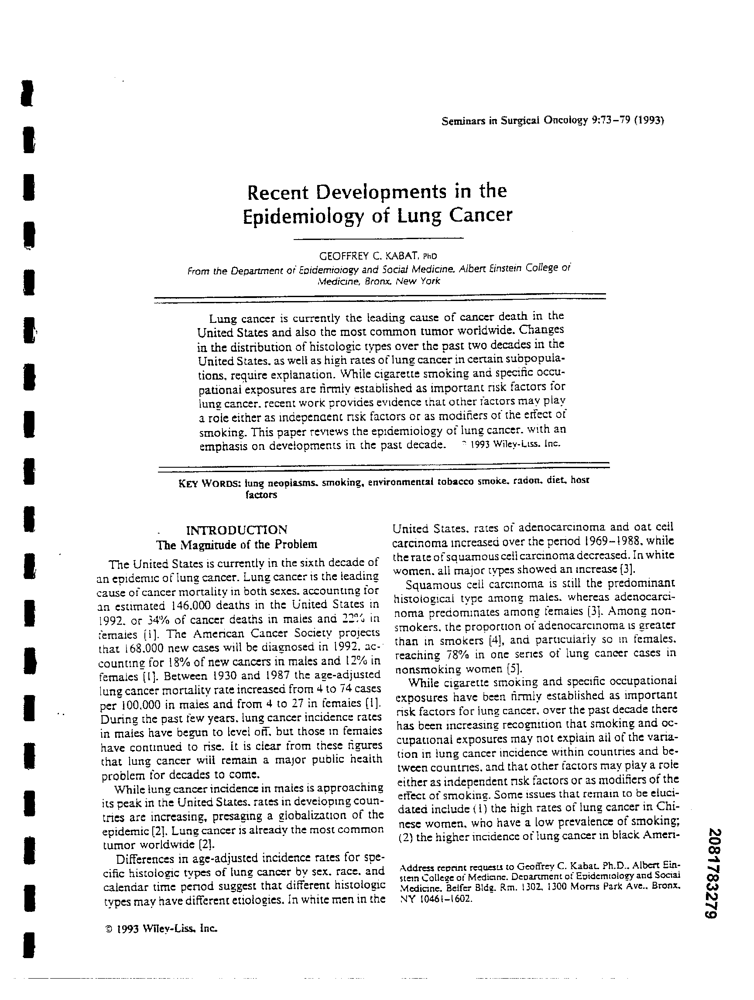 Seminars in Surgical Oncology 9:73–79 (1993)
Recent Developments in the
Epidemiology of Lung Cancer
GEOFFREY C. KABAT, PhD
From the Department of Epidemiology and Social Medicine, Albert Einstein College of
Medicine, Bronx, New York
Lung cancer is currently the leading cause of cancer death in the
United States and also the most common tumor worldwide. Changes
in the distribution of histologic types over the past two decades in the
United States, as well as high rates of lung cancer in certain subpopula-
tions, require explanation. While cigarette smoking and specific occu-
pational exposures are firmly established as important risk factors for
lung cancer, recent work provides evidence that other factors may play
a role either as independent risk factors or as modifiers of the effect of
smoking. This paper reviews the epidemiology of lung cancer, with an
emphasis on developments in the past decade. © 1993 Wiley-Liss, Inc.
KEY WORDS: lung neoplasms, smoking, environmental tobacco smoke, radon, diet, host
factors
INTRODUCTION
The Magnitude of the Problem
The United States is currently in the sixth decade of
an epidemic of lung cancer. Lung cancer is the leading
cause of cancer mortality in both sexes, accounting for
an estimated 146,000 deaths in the United States in
1992, or 34% of cancer deaths in males and 22% in
females [1]. The American Cancer Society projects
that 168,000 new cases will be diagnosed in 1992, ac-
counting for 18% of new cancers in males and 12% in
females [1]. Between 1930 and 1987 the age-adjusted
lung cancer mortality rate increased from 4 to 74 cases
per 100,000 in males and from 4 to 27 in females [1].
During the past few years, lung cancer incidence rates
in males have begun to level off, but those in females
have continued to rise. It is clear from these figures
that lung cancer will remain a major public health
problem for decades to come.
While lung cancer incidence in males is approaching
its peak in the United States, rates in developing coun-
tries are increasing, presaging a globalization of the
epidemic [2]. Lung cancer is already the most common
tumor worldwide [2].
Differences in age-adjusted incidence rates for spe-
cific histologic types of lung cancer by sex, race, and
calendar time period suggest that different histologic
types may have different etiologies. In white men in the
© 1993 Wiley-Liss, Inc.
United States, rates of adenocarcinoma and oat cell
carcinoma increased over the period 1969–1988, while
the rate of squamous cell carcinoma decreased. In white
women, all major types showed an increase [3].
Squamous cell carcinoma is still the predominant
histological type among males, whereas adenocarci-
noma predominates among females [3]. Among non-
smokers, the proportion of adenocarcinoma is greater
than in smokers [4], and particularly so in females,
reaching 78% in one series of lung cancer cases in
nonsmoking women [5].
While cigarette smoking and specific occupational
exposures have been firmly established as important
risk factors for lung cancer, over the past decade there
has been increasing recognition that smoking and oc-
cupational exposures may not explain all of the varia-
tion in lung cancer incidence within countries and be-
tween countries, and that other factors may play a role
either as independent risk factors or as modifiers of the
effect of smoking. Some issues that remain to be eluci-
dated include (1) the high rates of lung cancer in Chi-
nese women, who have a low prevalence of smoking;
(2) the higher incidence of lung cancer in black Ameri-
Address reprint requests to Geoffrey C. Kabat, Ph.D., Albert Ein-
stein College of Medicine, Department of Epidemiology and Social
Medicine, Belfer Bldg. Rm. 1302, 1300 Morris Park Ave., Bronx,
NY 10461-1602.
2081783279